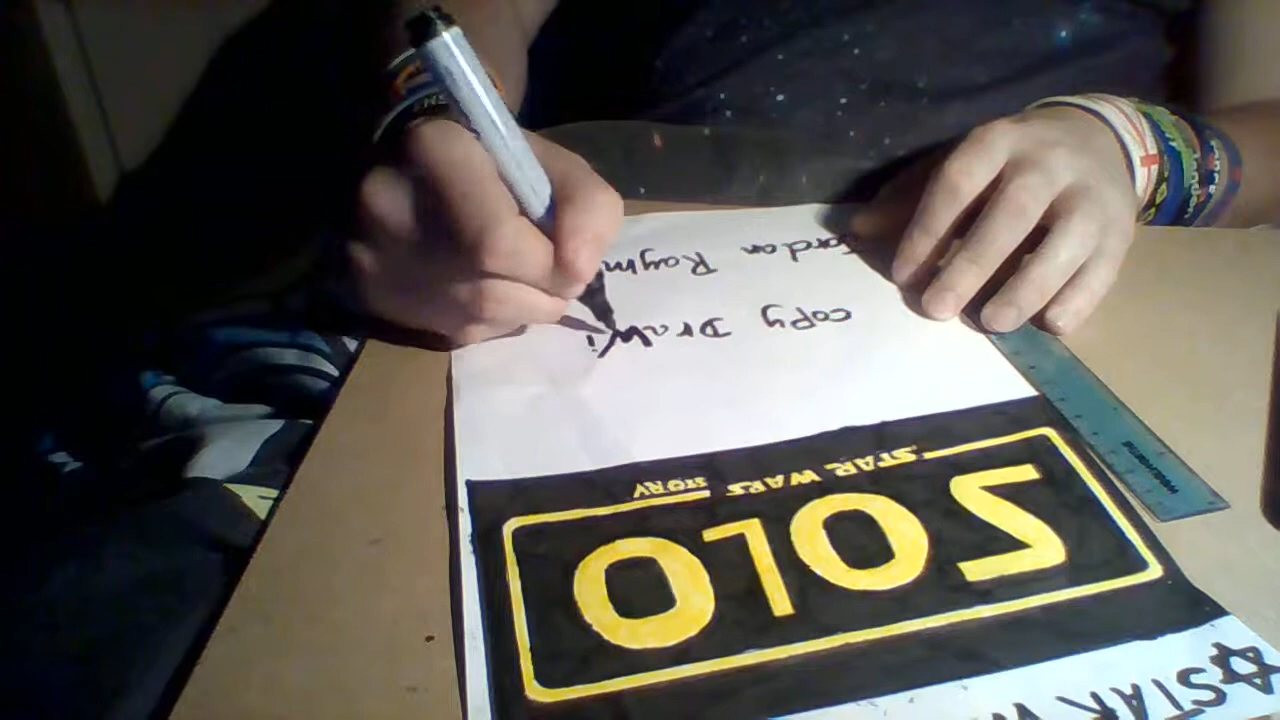 STAR W
SOLO
STAR WARS STORY
copy Drawi
Jordan Raym